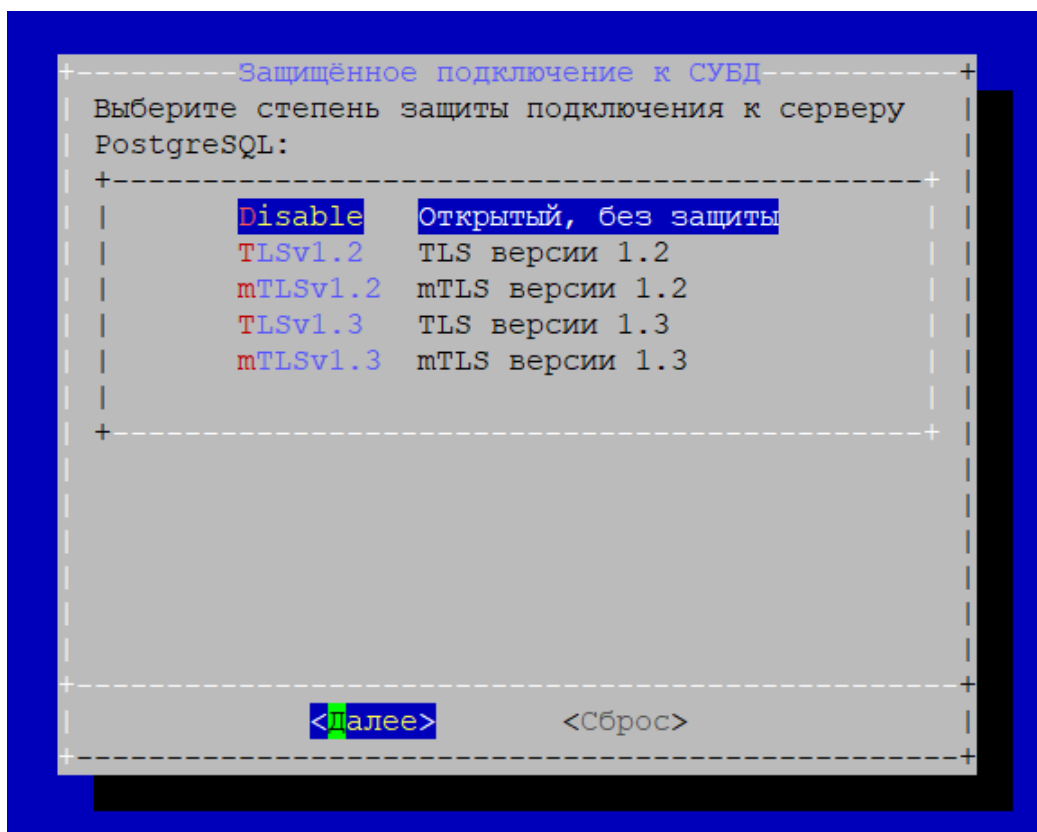 Защищённое подключение к СУБД
Выберите степень защиты подключения к серверу
PostgreSQL:
Disable Открытый, без защиты
TLSv1.2 TLS версии 1.2
mTLSv1.2 mTLS версии 1.2
TLSv1.3 TLS версии 1.3
mTLSv1.3 mTLS версии 1.3
<Далее> <Сброс>